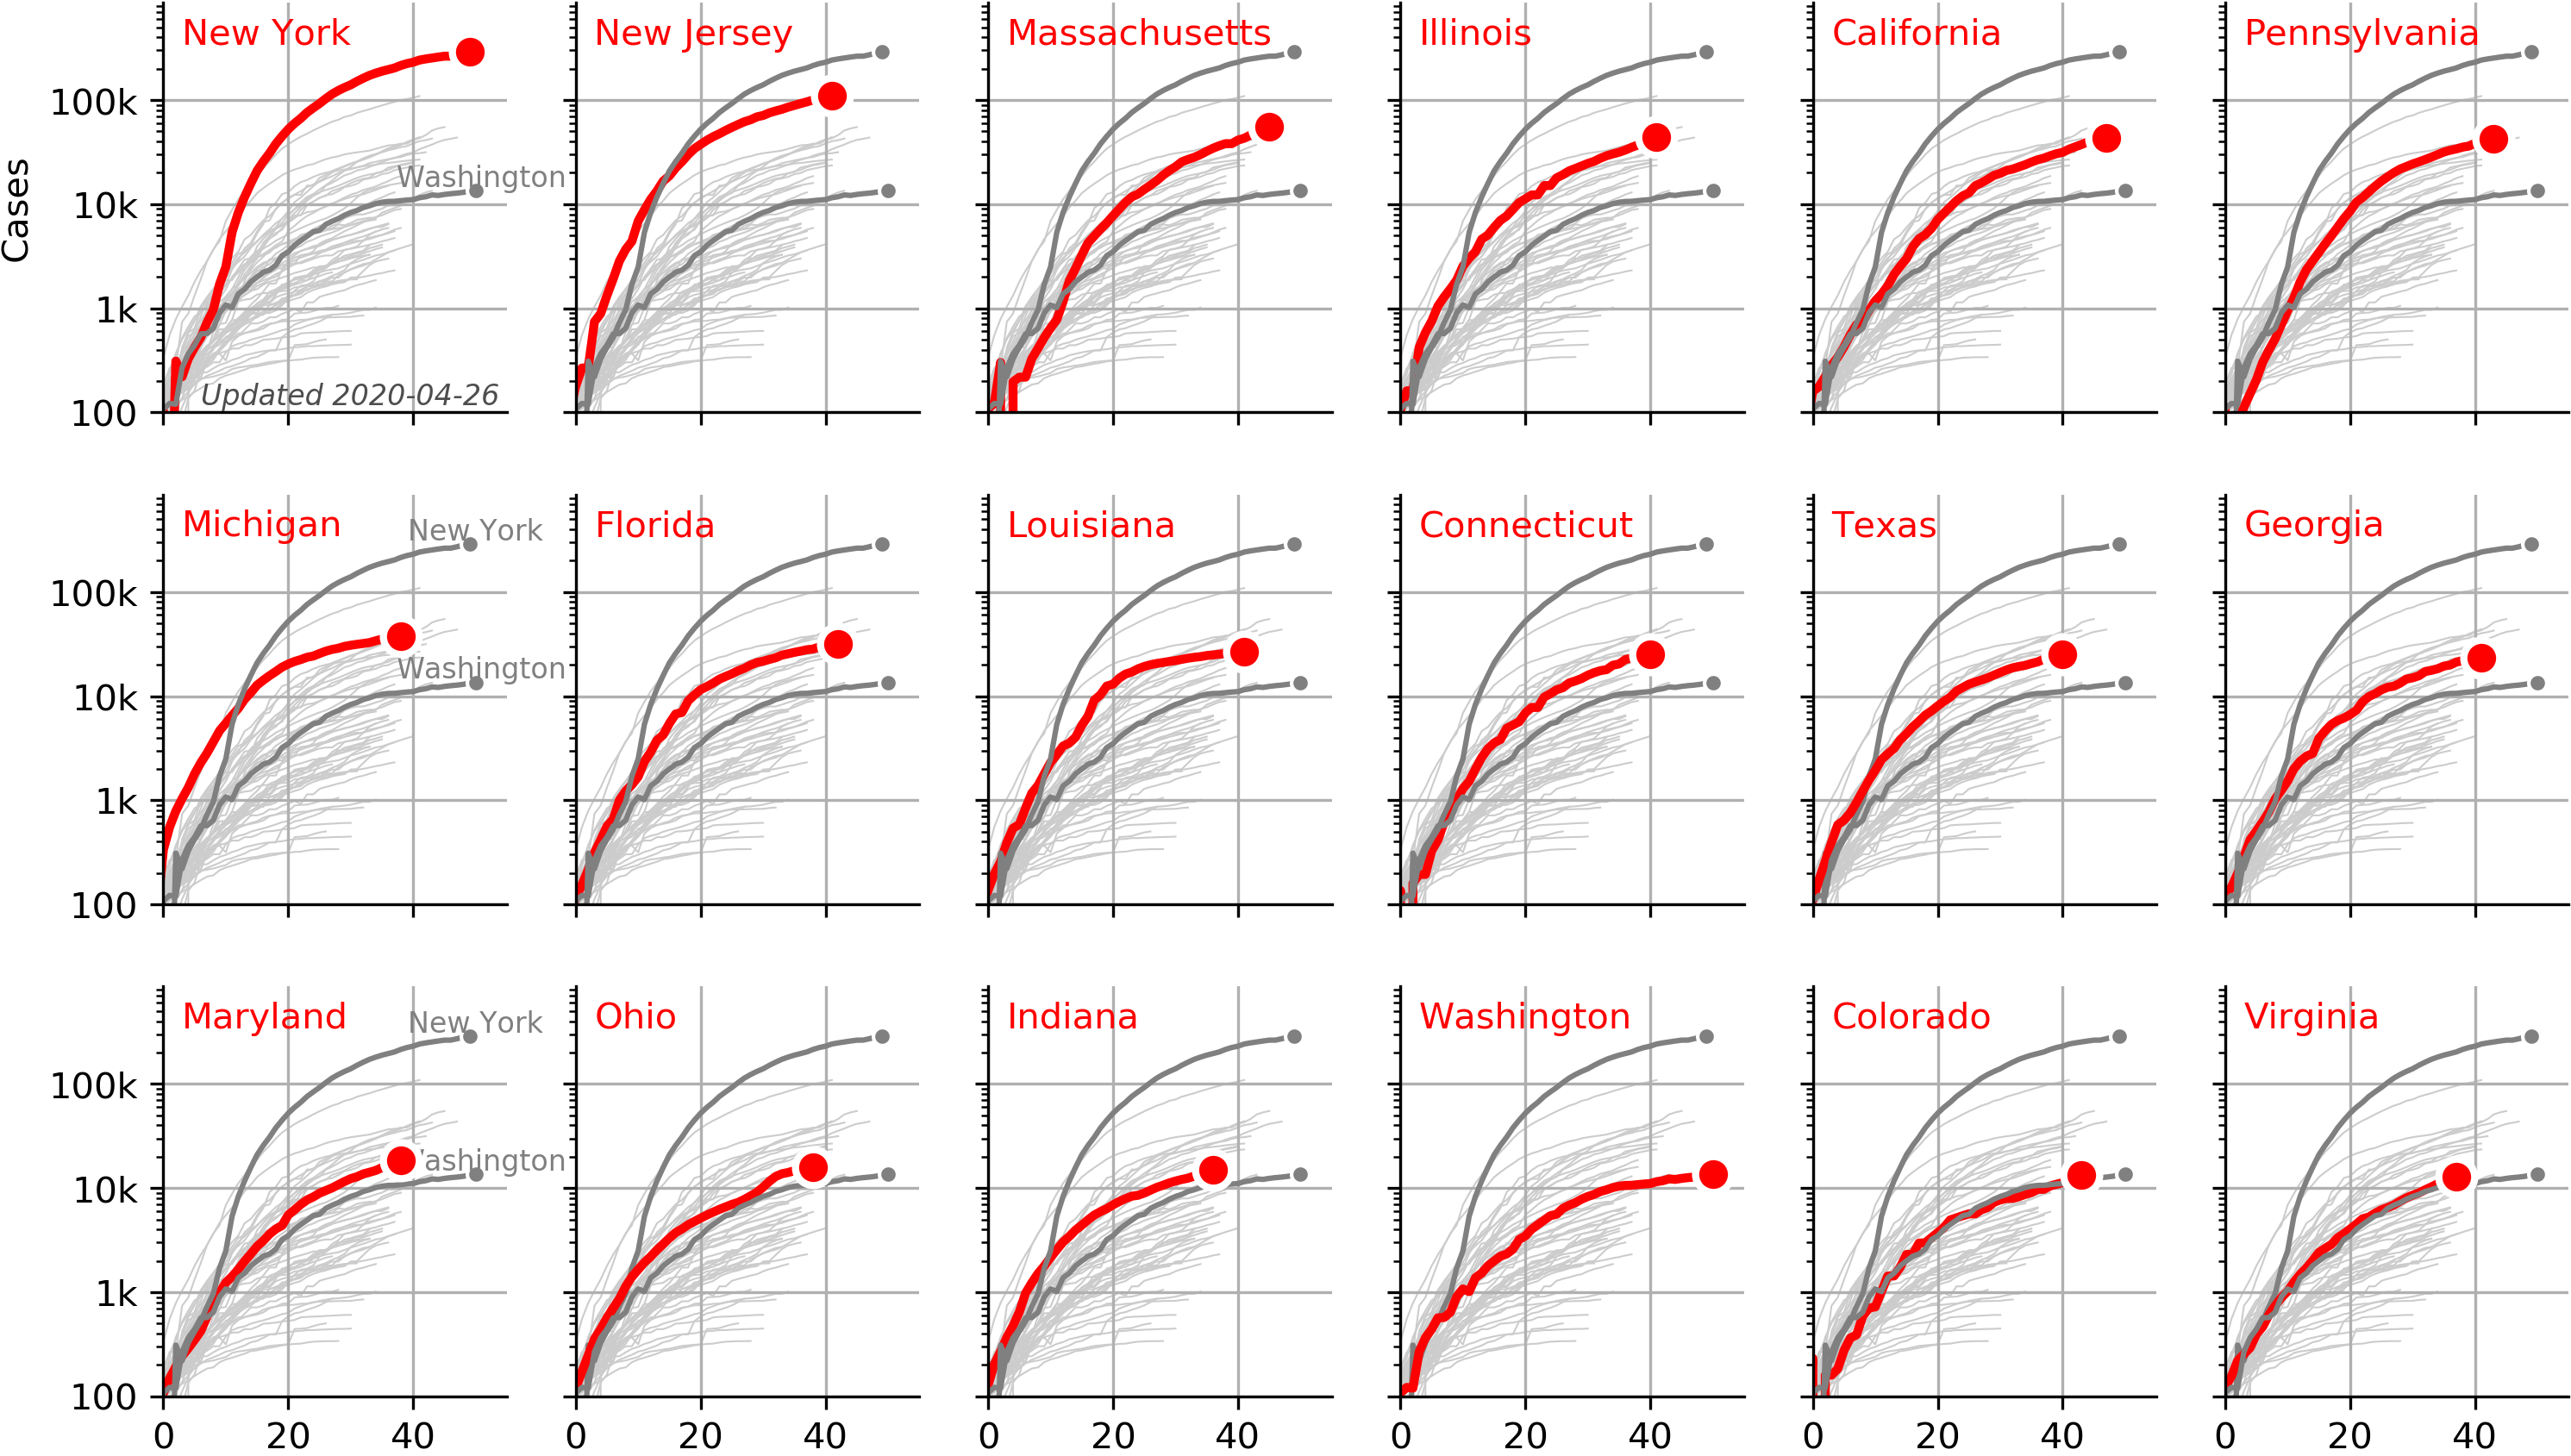 New York
New Jersey
Massachusetts
Illinois
California
Pennsylvania
100k
10k
1k
100
Cases
Washington
Updated 2020-04-26
Michigan
New York
Florida
Louisiana
Connecticut
Texas
Georgia
100k
10k
1k
100
Washington
Maryland
New York
Ohio
Indiana
Washington
Colorado
Virginia
100k
10k
1k
100
ashington
0 20 40
0 20 40
0 20 40
0 20 40
0 20 40
0 20 40